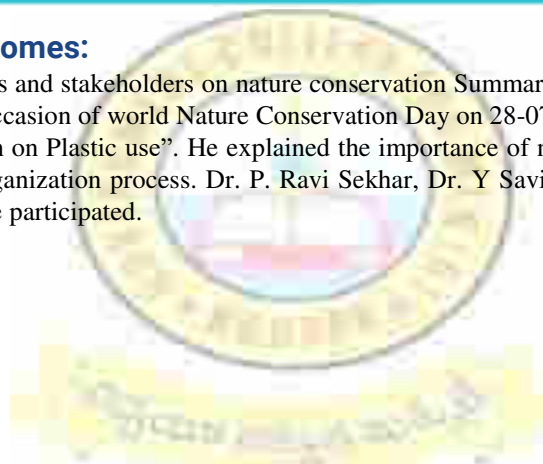 omes:
s and stakeholders on nature conservation Summar
ccasion of world Nature Conservation Day on 28-07
n on Plastic use”. He explained the importance of n
ganization process. Dr. P. Ravi Sekhar, Dr. Y Savi
e participated.